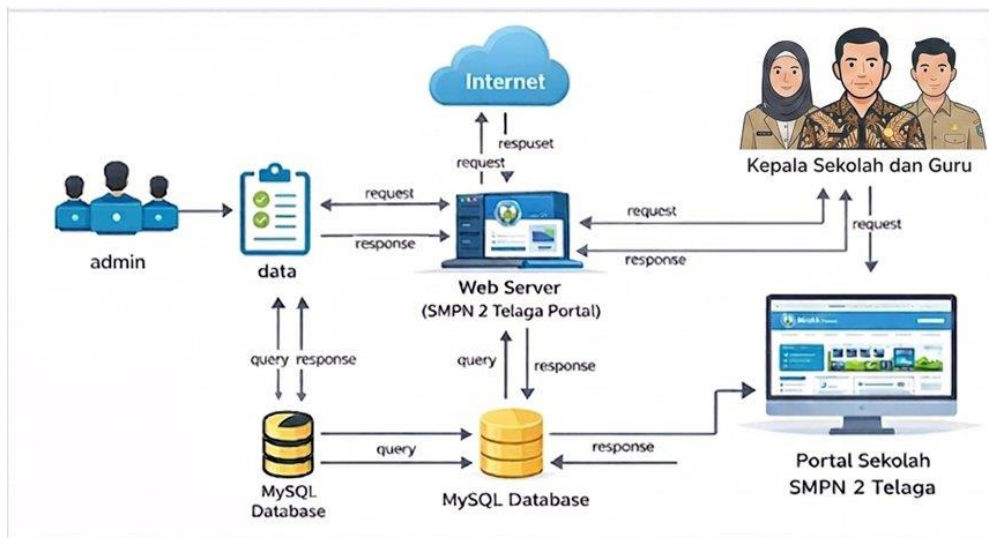 Internet
respuset
request
Kepala Sekolah dan Guru
request
request
request
admin
data
response
response
Web Server
(SMPN 2 Telaga Portal)
query response
query
response
query
response
MySQL
Database
MySQL Database
Portal Sekolah
SMPN 2 Telaga